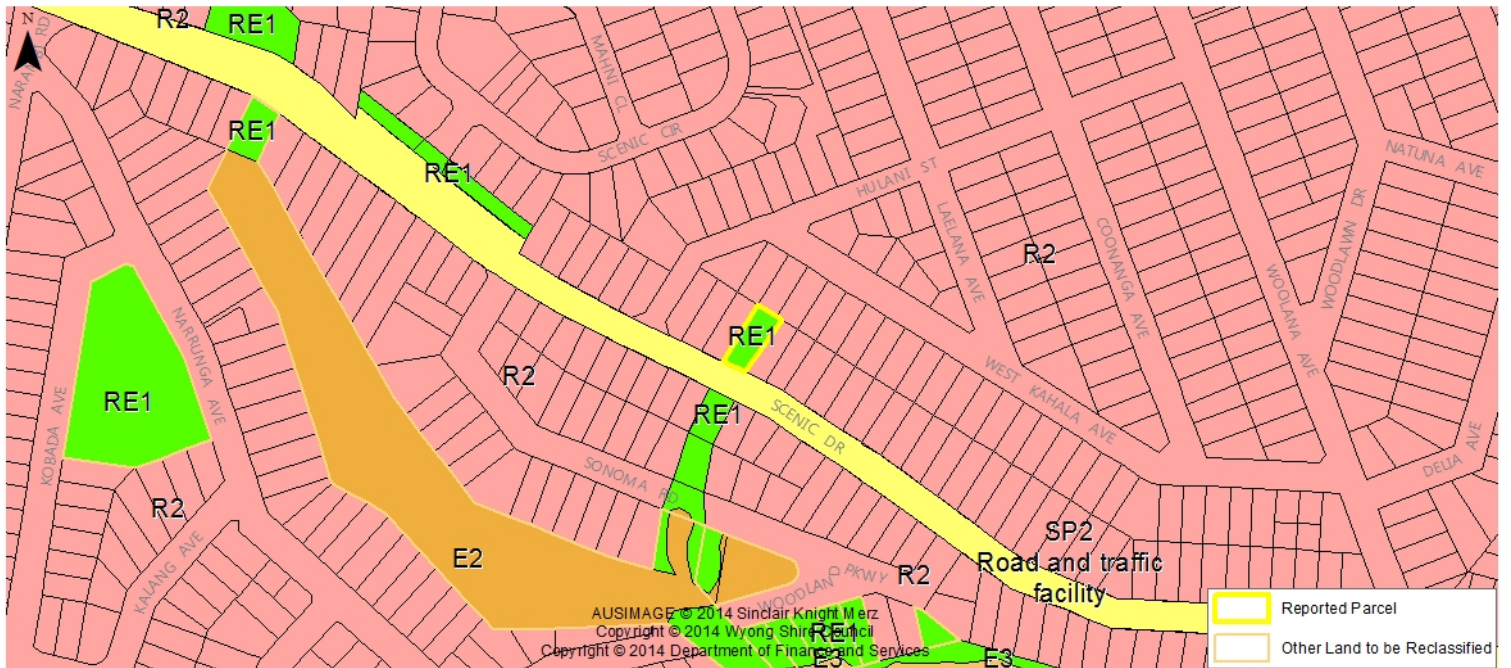 N
R2
RE1
NARARA RD
MAHNI CL
RE1
SCENIC CIR
RE1
HULANI ST
NATUNA AVE
LAELANA AVE
COONANGA AVE
R2
WOOLANA AVE
WOODLAWN DR
NARRUNGA AVE
RE1
R2
WEST KAHALA AVE
RE1
KOBADA AVE
RE1
SCENIC DR
SONOMA RD
DELIA AVE
R2
KALANG AVE
E2
SP2
Road and traffic
facility
R2
WOODLAND PKWY
AUSIMAGE © 2014 Sinclair Knight Merz
Copyright © 2014 Wyong Shire Council
Copyright © 2014 Department of Finance and Services
RE1
E3
E3
Reported Parcel
Other Land to be Reclassified